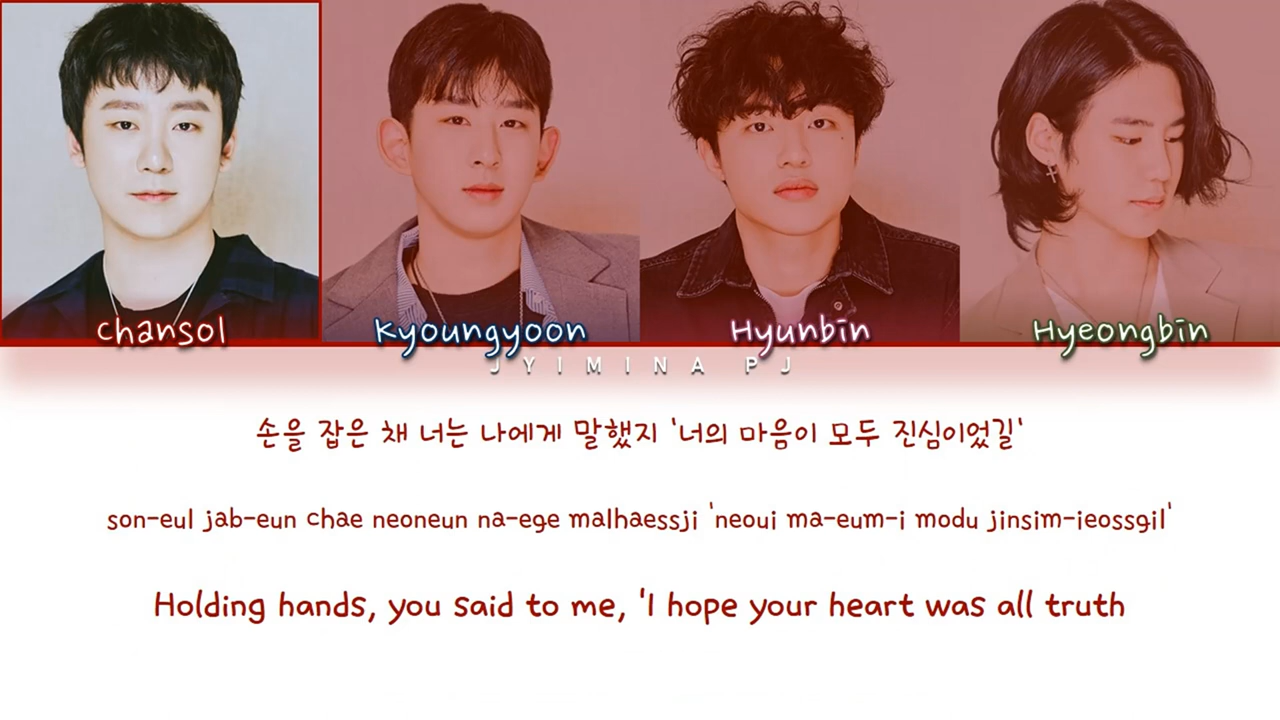 Chansol
Kyoungyoon
Hyunbin
Hyeongbin
JYIMINA PJ
손을 잡은 채 너는 나에게 말했지 '너의 마음이 모두 진심이었길'
son-eul jab-eun chae neoneun na-ege malhaessji 'neoui ma-eum-i modu jinsim-ieossgil'
Holding hands, you said to me, 'I hope your heart was all truth